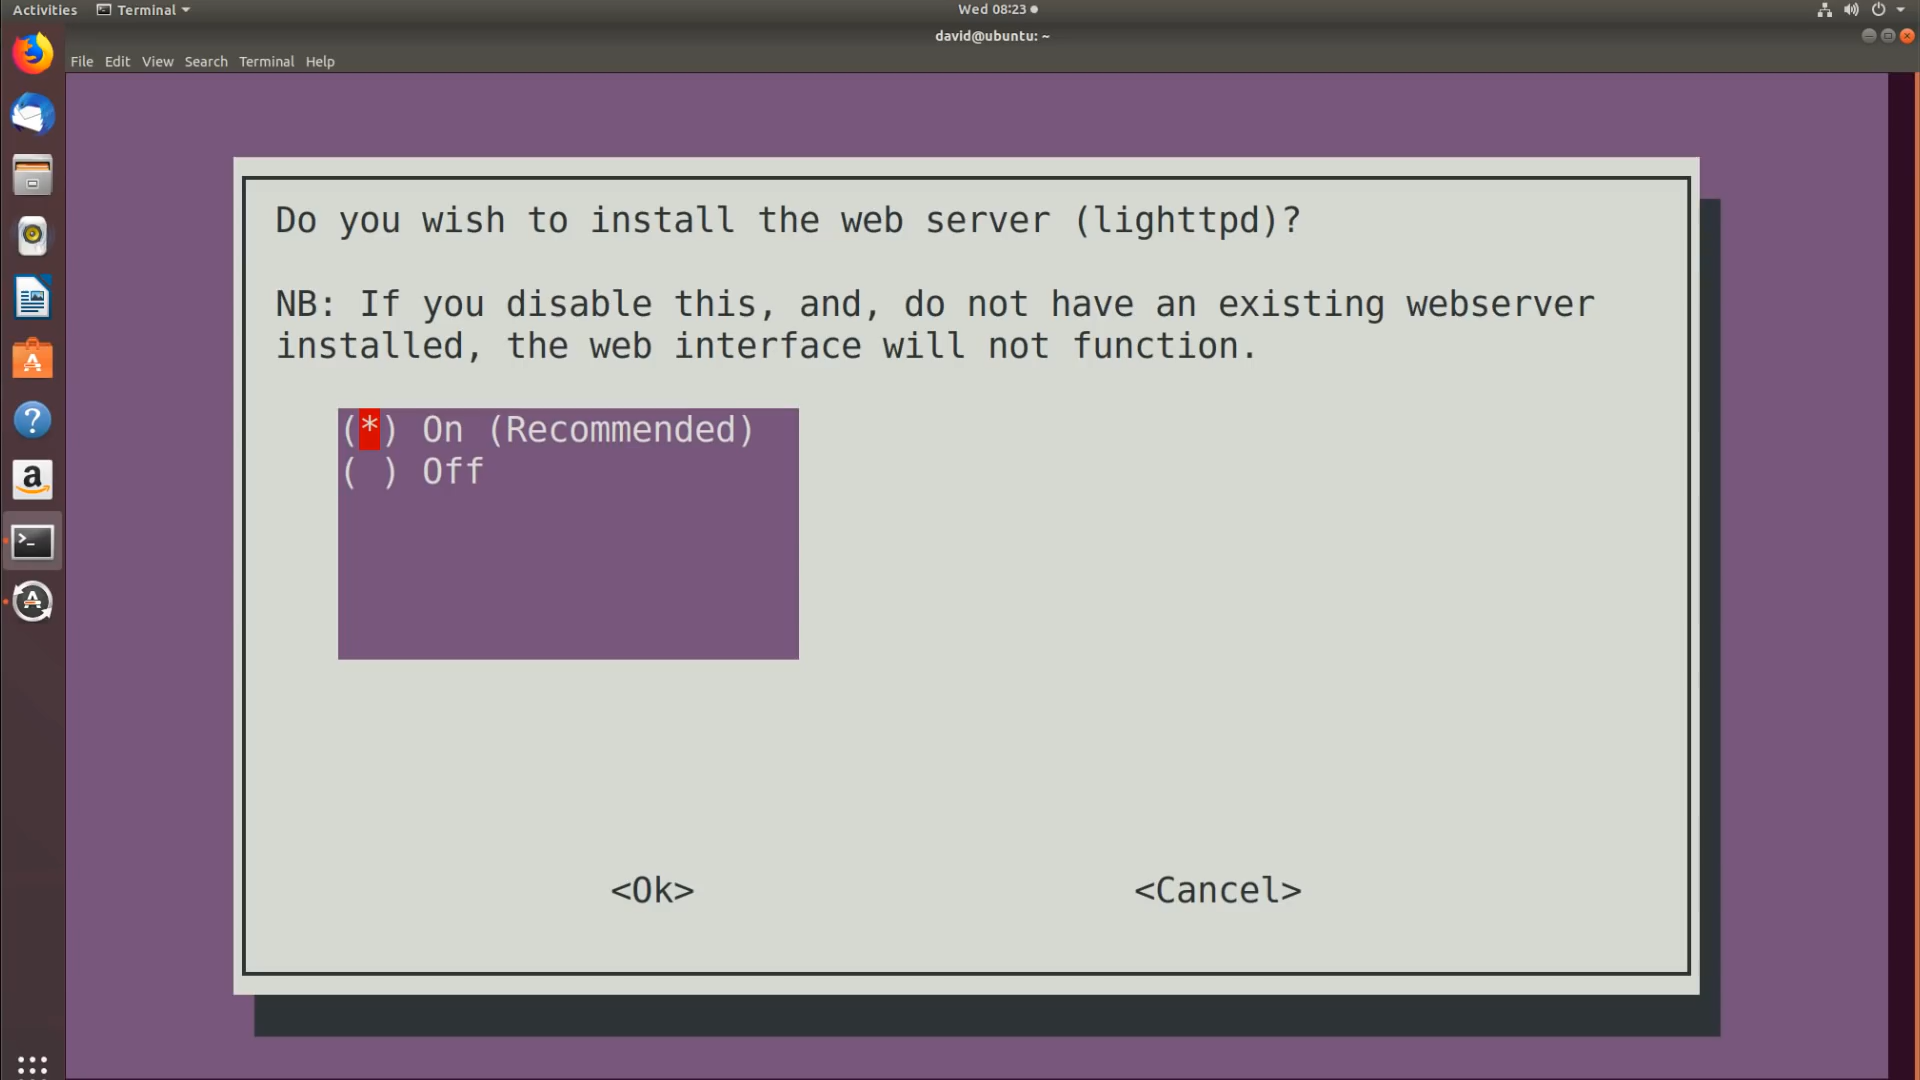 Activities Terminal Wed 08:23
david@ubuntu: ~
File Edit View Search Terminal Help
Do you wish to install the web server (lighttpd)?
NB: If you disable this, and, do not have an existing webserver
installed, the web interface will not function.
(*) On (Recommended)
( ) Off
<Ok> <Cancel>